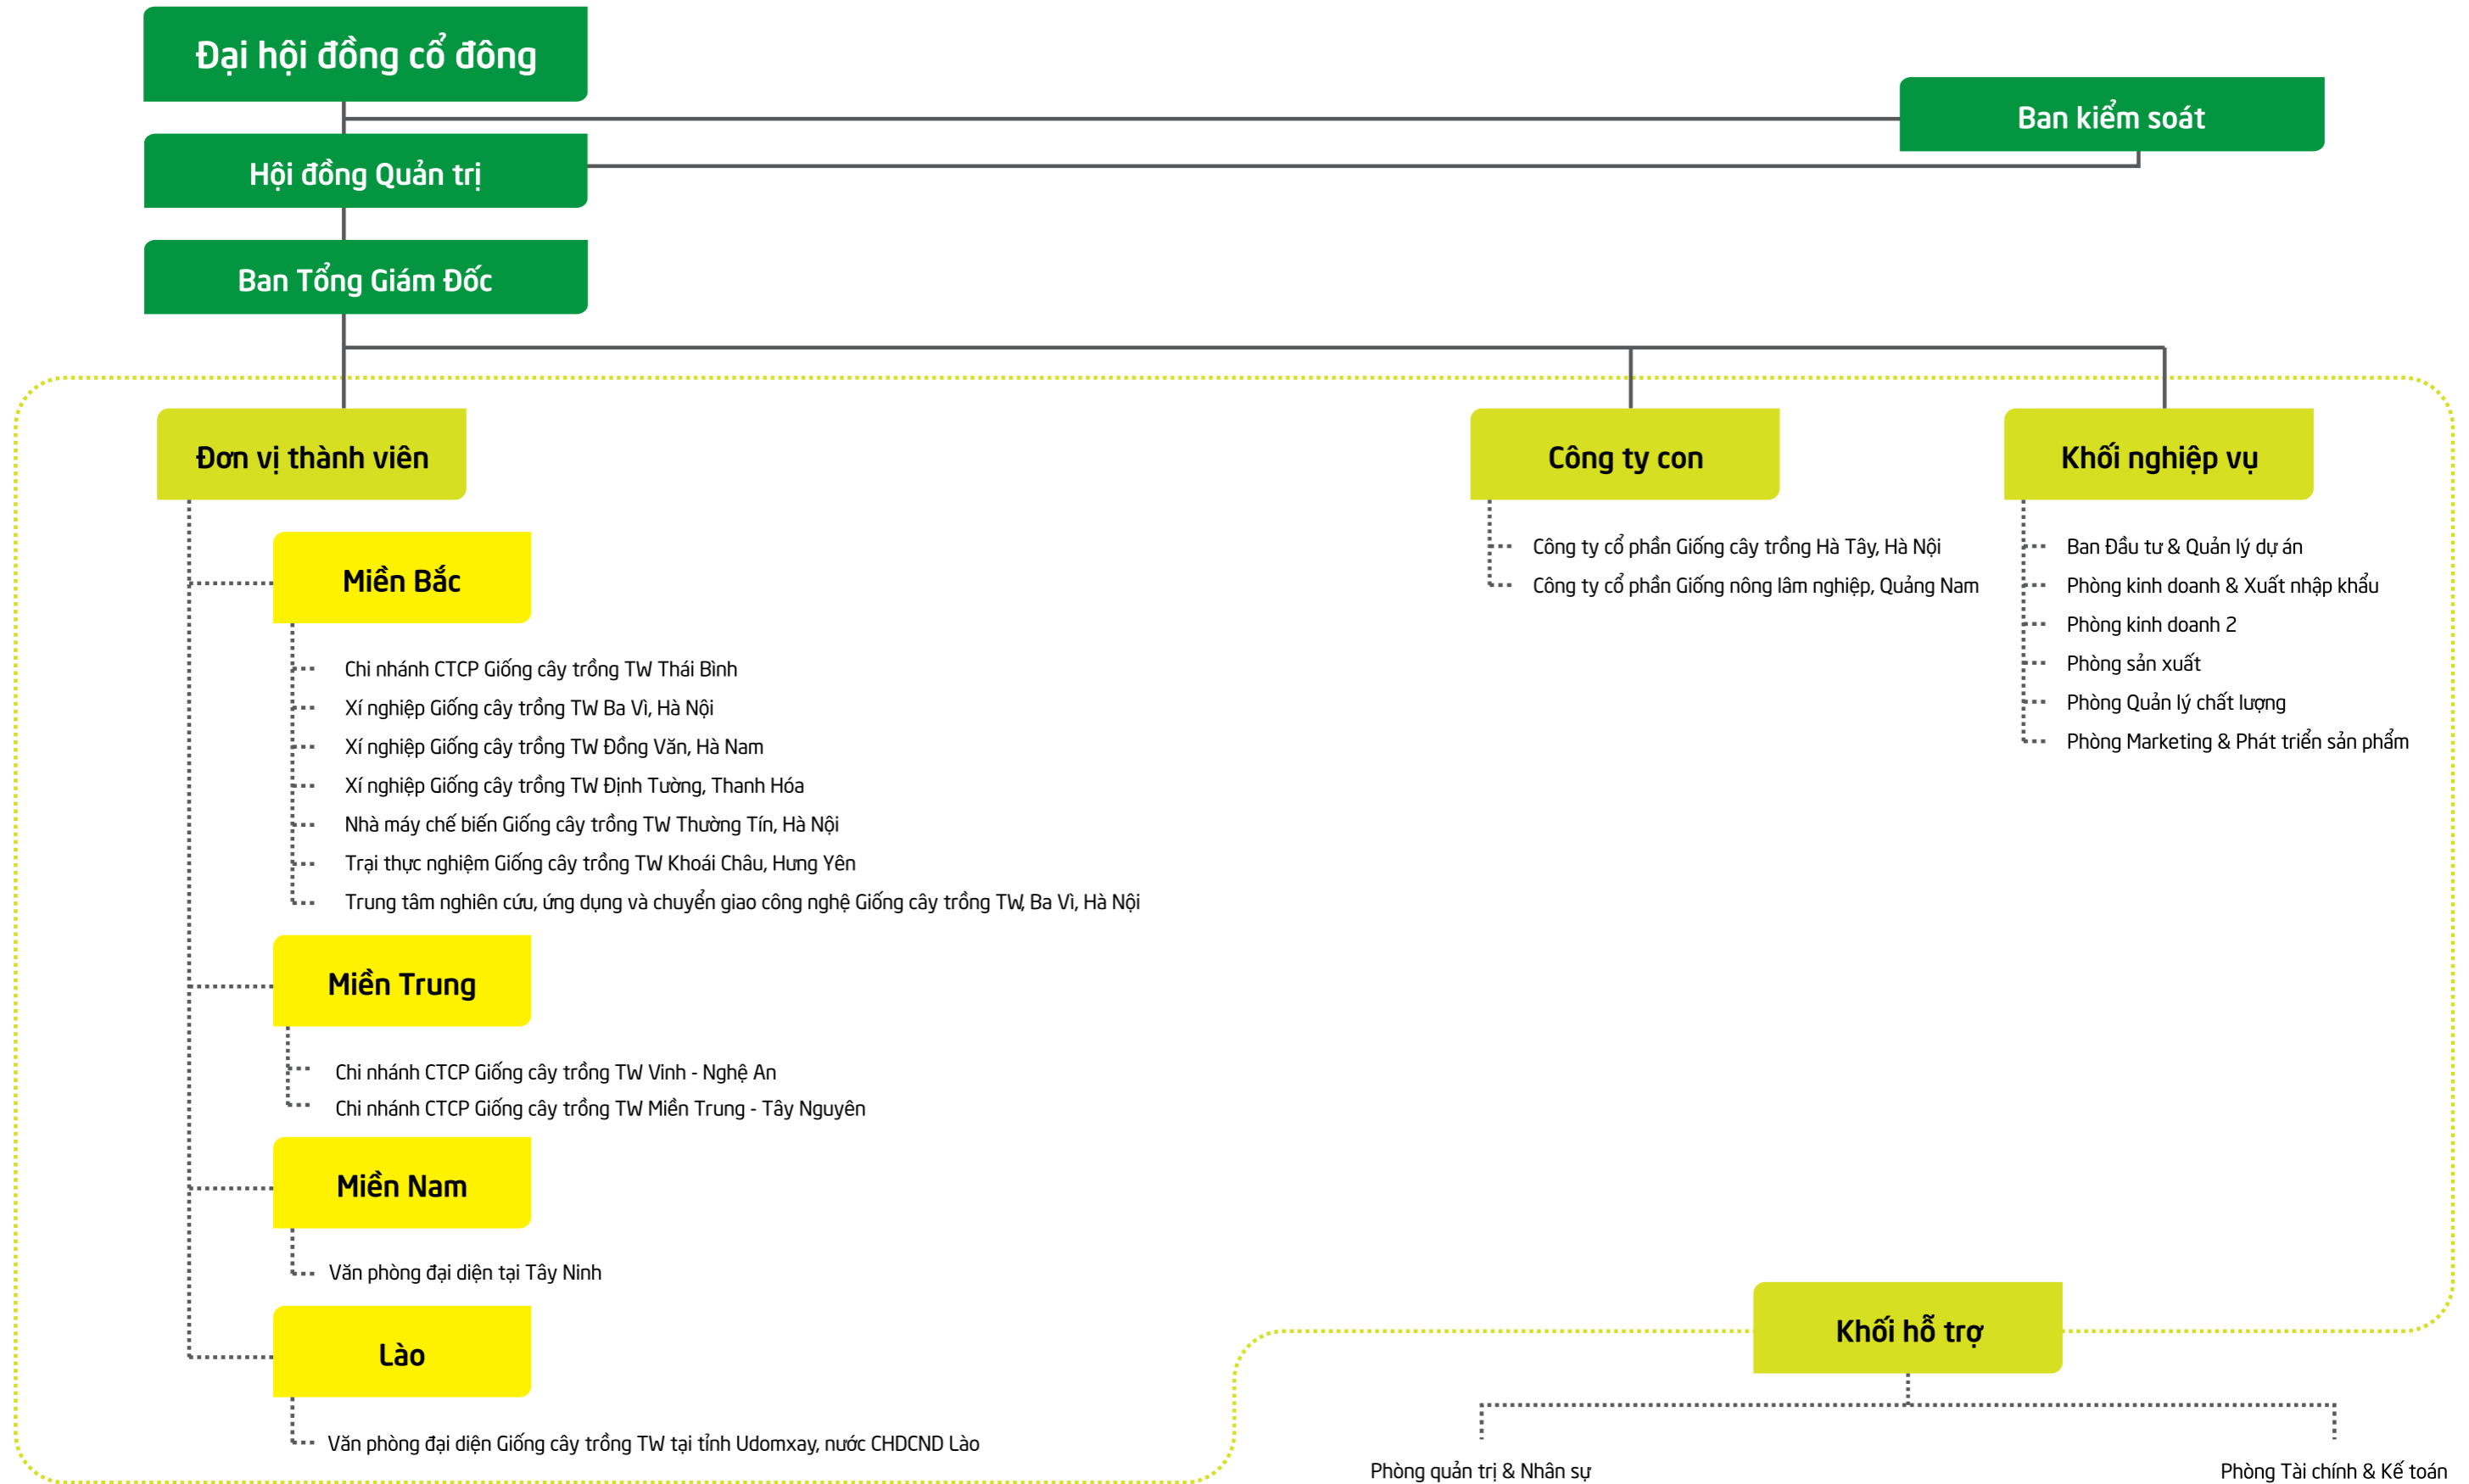 Đại hội đồng cổ đông
Ban kiểm soát
Hội đồng Quản trị
Ban Tổng Giám Đốc
Đơn vị thành viên
Miền Bắc
Chi nhánh CTCP Giống cây trồng TW Thái Bình
Xí nghiệp Giống cây trồng TW Ba Vì, Hà Nội
Xí nghiệp Giống cây trồng TW Đồng Văn, Hà Nam
Xí nghiệp Giống cây trồng TW Định Tường, Thanh Hóa
Nhà máy chế biến Giống cây trồng TW Thường Tín, Hà Nội
Trại thực nghiệm Giống cây trồng TW Khoái Châu, Hưng Yên
Trung tâm nghiên cứu, ứng dụng và chuyển giao công nghệ Giống cây trồng TW, Ba Vì, Hà Nội
Miền Trung
Chi nhánh CTCP Giống cây trồng TW Vinh - Nghệ An
Chi nhánh CTCP Giống cây trồng TW Miền Trung - Tây Nguyên
Miền Nam
Văn phòng đại diện tại Tây Ninh
Lào
Văn phòng đại diện Giống cây trồng TW tại tỉnh Udomxay, nước CHDCND Lào
Công ty con
Công ty cổ phần Giống cây trồng Hà Tây, Hà Nội
Công ty cổ phần Giống nông lâm nghiệp, Quảng Nam
Khối nghiệp vụ
Ban Đầu tư & Quản lý dự án
Phòng kinh doanh & Xuất nhập khẩu
Phòng kinh doanh 2
Phòng sản xuất
Phòng Quản lý chất lượng
Phòng Marketing & Phát triển sản phẩm
Khối hỗ trợ
Phòng quản trị & Nhân sự
Phòng Tài chính & Kế toán